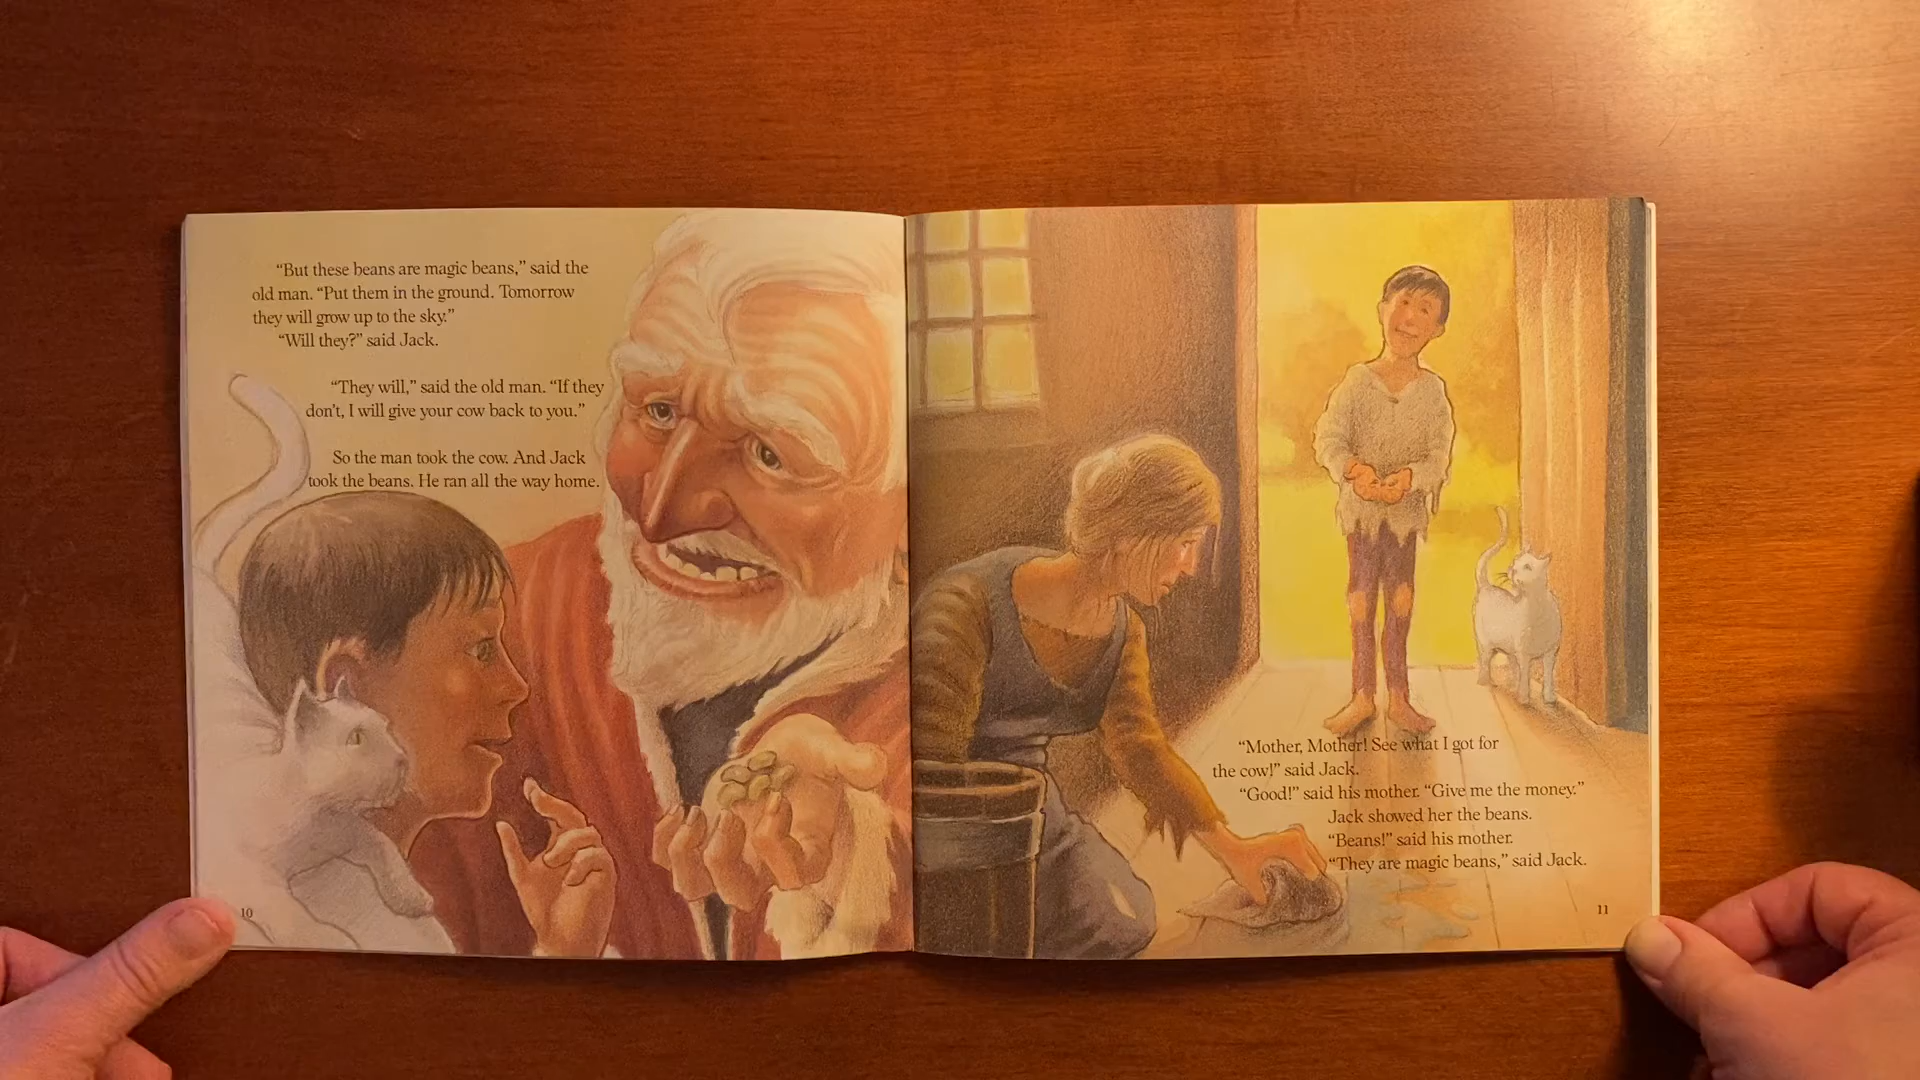 “But these beans are magic beans,” said the
old man. “Put them in the ground. Tomorrow
they will grow up to the sky.”
“Will they?” said Jack.
“They will,” said the old man. “If they
don't, I will give your cow back to you.”
So the man took the cow. And Jack
took the beans. He ran all the way home.
10
“Mother, Mother! See what I got for
the cow!” said Jack.
“Good!” said his mother. “Give me the money.”
Jack showed her the beans.
“Beans!” said his mother.
“They are magic beans,” said Jack.
11